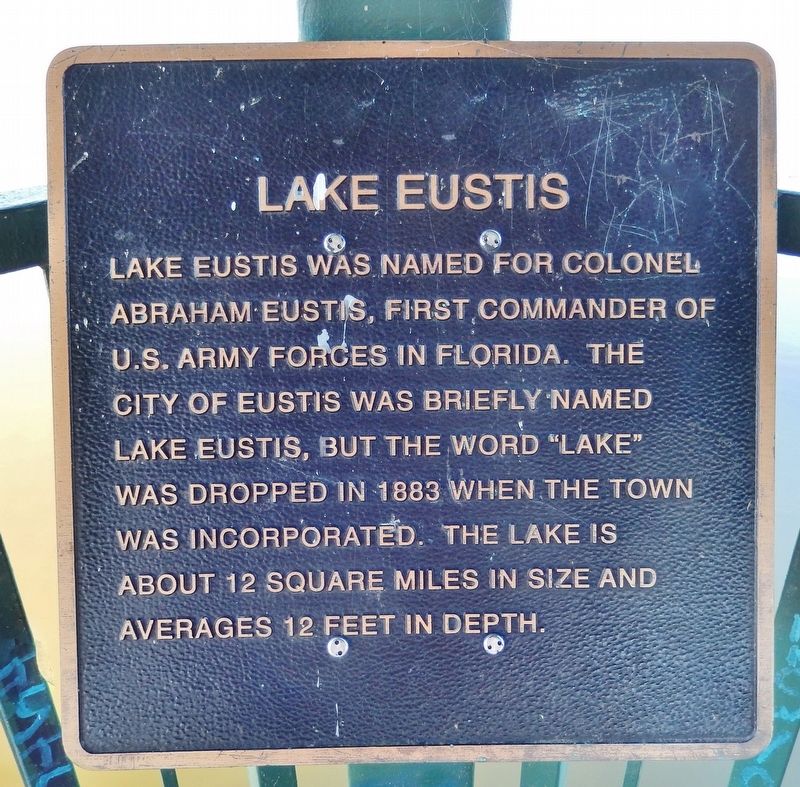 LAKE EUSTIS
LAKE EUSTIS WAS NAMED FOR COLONEL
ABRAHAM EUSTIS, FIRST COMMANDER OF
U.S. ARMY FORCES IN FLORIDA. THE
CITY OF EUSTIS WAS BRIEFLY NAMED
LAKE EUSTIS, BUT THE WORD “LAKE”
WAS DROPPED IN 1883 WHEN THE TOWN
WAS INCORPORATED. THE LAKE IS
ABOUT 12 SQUARE MILES IN SIZE AND
AVERAGES 12 FEET IN DEPTH.